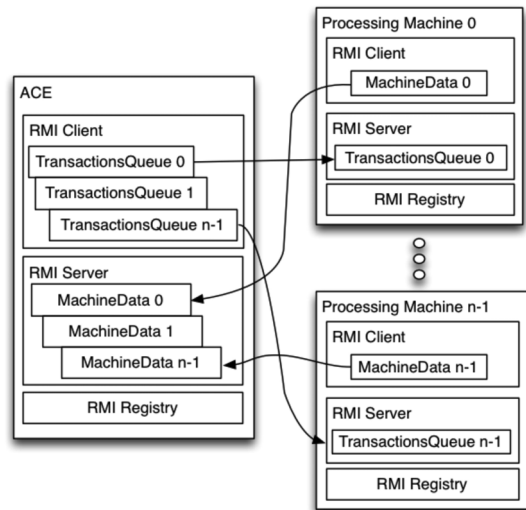 ACE
RMI Client
TransactionsQueue 0
TransactionsQueue 1
TransactionsQueue n-1
RMI Server
MachineData 0
MachineData 1
MachineData n-1
RMI Registry
Processing Machine 0
RMI Client
MachineData 0
RMI Server
TransactionQueue 0
RMI Registry
Processing Machine n-1
RMI Client
MachineData n-1
RMI Server
TransactionsQueue n-1
RMI Registry